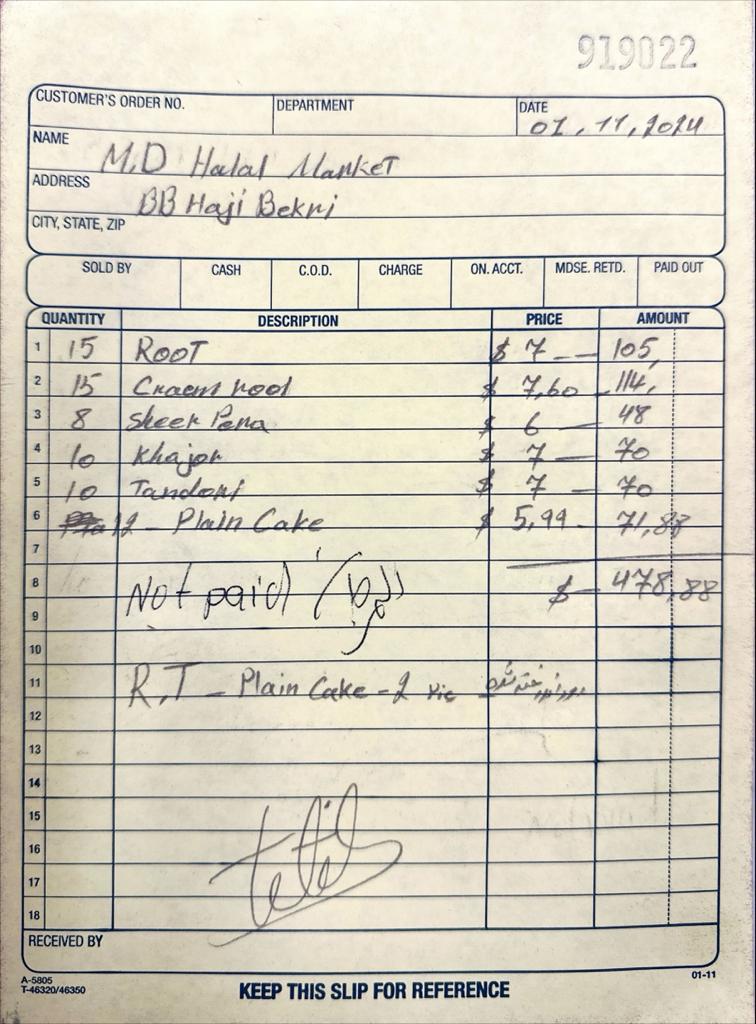 919022
CUSTOMER'S ORDER NO. DEPARTMENT DATE 01, 11, 2024
NAME M.D Halal Market
ADDRESS BB Haji Bekri
CITY, STATE, ZIP
SOLD BY CASH C.O.D. CHARGE ON. ACCT. MDSE. RETD. PAID OUT
QUANTITY DESCRIPTION PRICE AMOUNT
1 15 ROOT $ 7 — 105,
2 15 Craem root $ 7,60 - 114,
3 8 Sheer Pera $ 6 — 48
4 10 Khajor $ 7 — 70
5 10 Tandori $ 7 — 70
6 12 - Plain Cake $ 5,99 - 71,88
7
8 Not paid $ - 478,88
9
10
11 R,T - Plain Cake - 2
12
13
14
15
16
17
18
RECEIVED BY
A-5805
T-46320/46350
KEEP THIS SLIP FOR REFERENCE
01-11